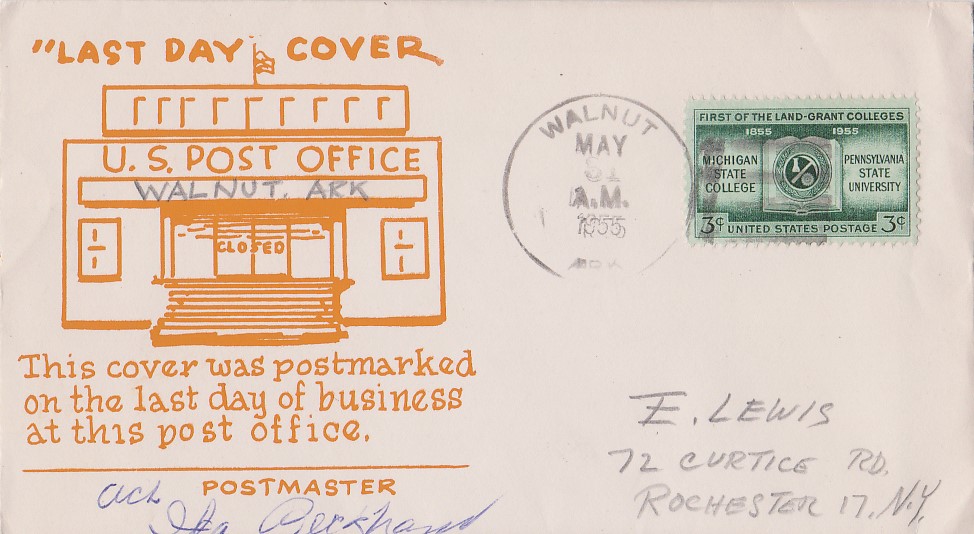 "LAST DAY COVER
U.S. POST OFFICE
WALNUT, ARK
CLOSED
This cover was postmarked
on the last day of business
at this post office.
POSTMASTER
WALNUT
MAY
31
A.M.
1955
ARK
FIRST OF THE LAND-GRANT COLLEGES
1855 1955
MICHIGAN STATE COLLEGE
PENNSYLVANIA STATE UNIVERSITY
3¢ UNITED STATES POSTAGE 3¢
E. LEWIS
72 CURTICE RD.
ROCHESTER 17, N.Y.